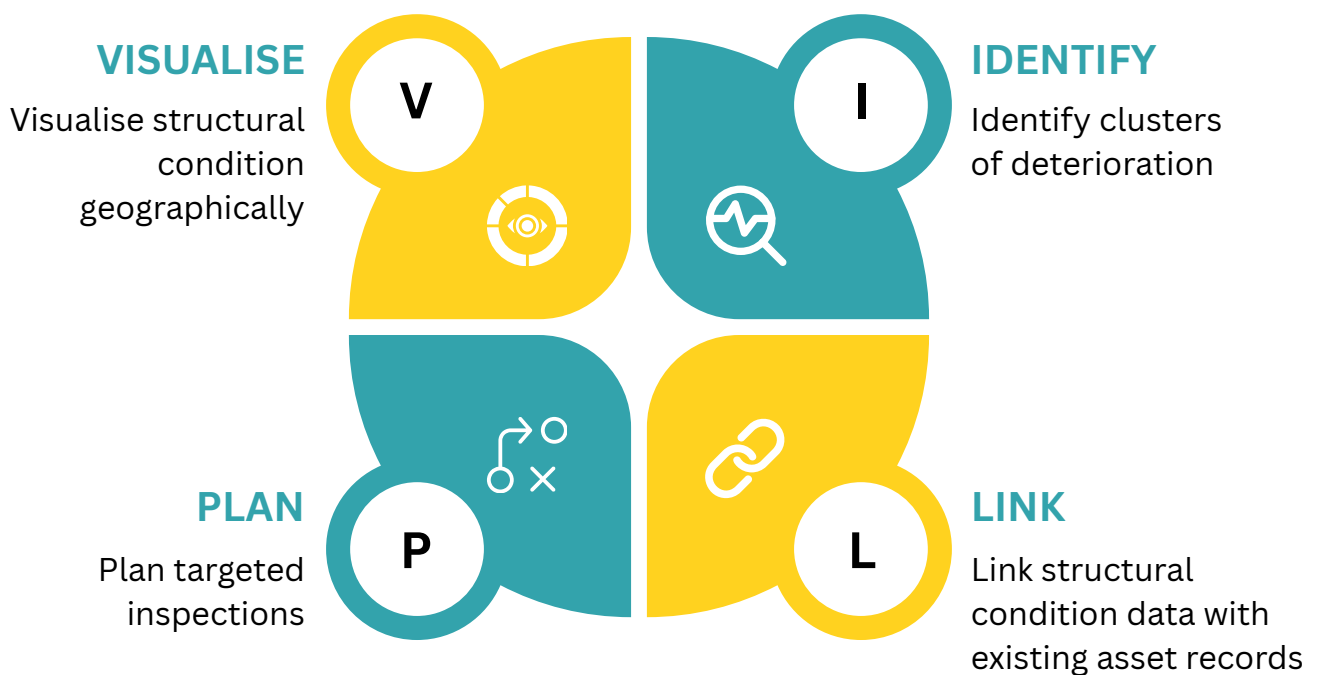 VISUALISE
Visualise structural
condition
geographically
V
I
IDENTIFY
Identify clusters
of deterioration
PLAN
Plan targeted
inspections
P
L
LINK
Link structural
condition data with
existing asset records